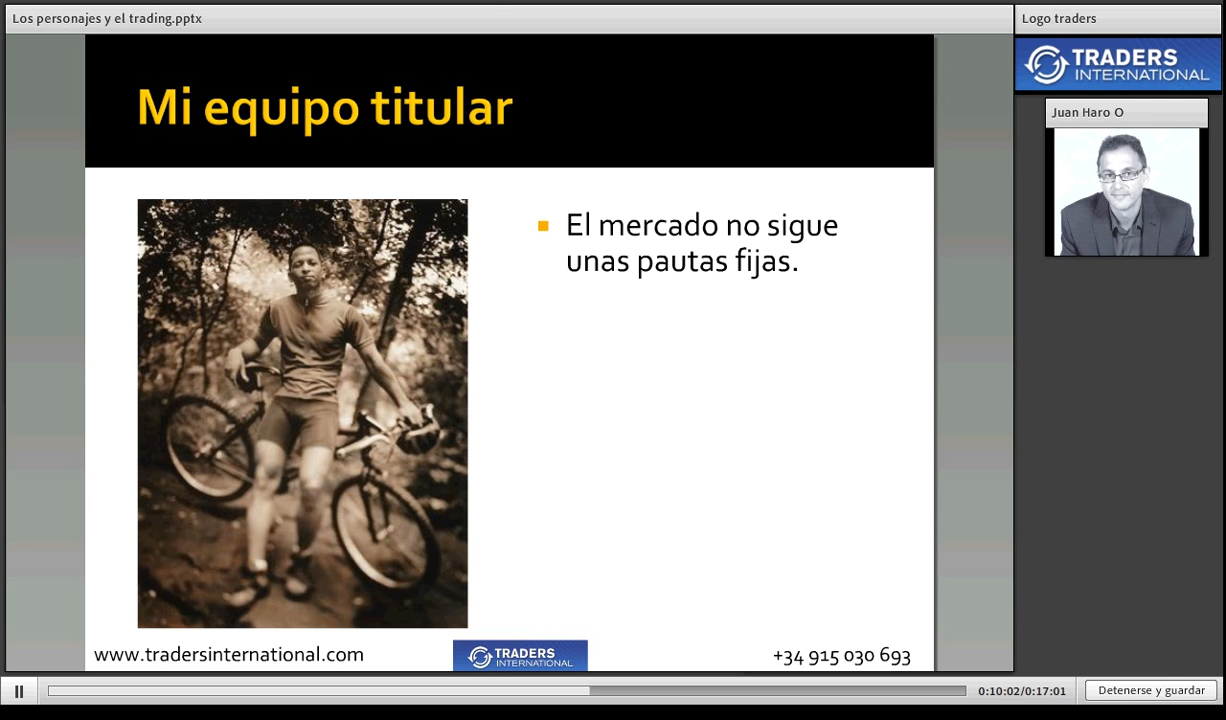 Los personajes y el trading.pptx
Logo traders
TRADERS
INTERNATIONAL
Juan Haro O
Mi equipo titular
El mercado no sigue
unas pautas fijas.
www.tradersinternational.com
TRADERS
INTERNATIONAL
+34 915 030 693
0:10:02/0:17:01
Detenerse y guardar